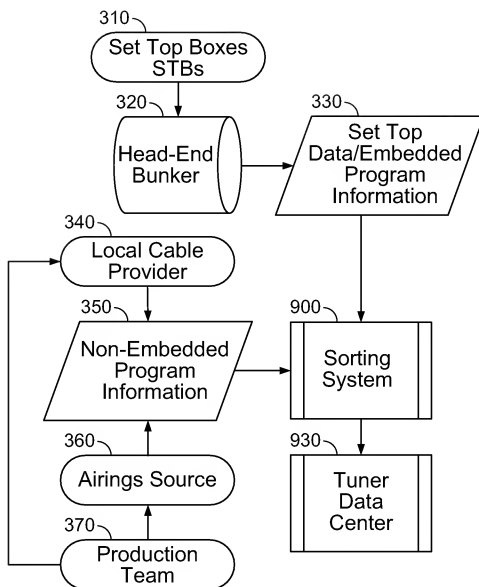 310
Set Top Boxes
STBs
320
Head-End
Bunker
330
Set Top
Data/Embedded
Program
Information
340
Local Cable
Provider
350
Non-Embedded
Program
Information
900
Sorting
System
360
Airings Source
930
Tuner
Data
Center
370
Production
Team